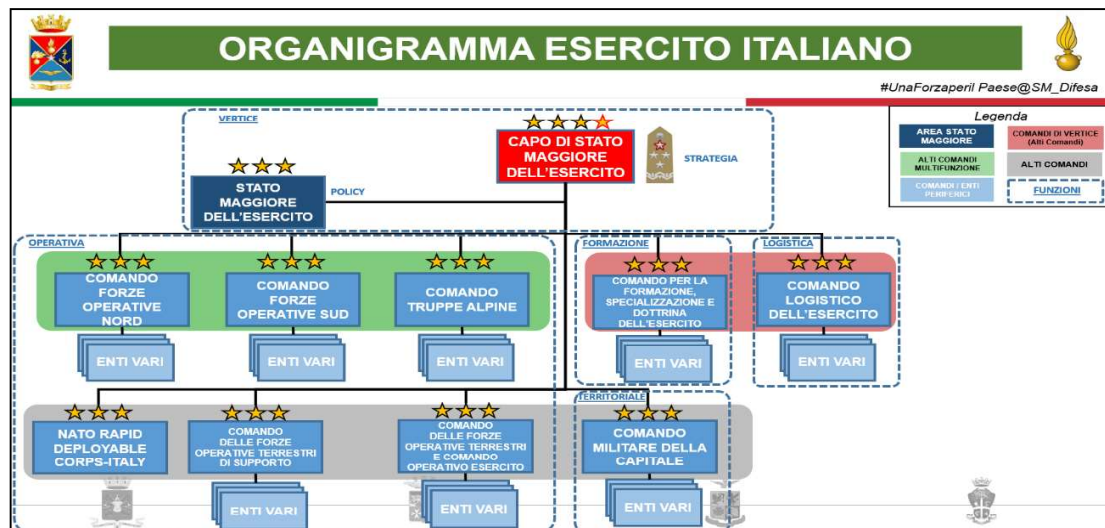 ORGANIGRAMMA ESERCITO ITALIANO
#UnaForzaperil Paese@SM_Difesa
VERTICE
CAPO DI STATO
MAGGIORE
DELL'ESERCITO
STRATEGIA
STATO
MAGGIORE
DELL'ESERCITO
POLICY
Legenda
AREA STATO
MAGGIORE
COMANDI DI VERTICE
(Alti Comandi)
ALTI COMANDI
MULTIFUNZIONE
ALTI COMANDI
COMANDI / ENTI
PERIFERICI
FUNZIONI
OPERATIVA
COMANDO
FORZE
OPERATIVE
NORD
ENTI VARI
COMANDO
FORZE
OPERATIVE SUD
ENTI VARI
COMANDO
TRUPPE ALPINE
ENTI VARI
FORMAZIONE
COMANDO PER LA
FORMAZIONE,
SPECIALIZZAZIONE E
DOTTRINA
DELL'ESERCITO
ENTI VARI
LOGISTICA
COMANDO
LOGISTICO
DELL'ESERCITO
ENTI VARI
NATO RAPID
DEPLOYABLE
CORPS-ITALY
COMANDO
DELLE FORZE
OPERATIVE TERRESTRI
DI SUPPORTO
ENTI VARI
COMANDO
DELLE FORZE
OPERATIVE TERRESTRI
E COMANDO
OPERATIVO ESERCITO
ENTI VARI
TERRITORIALE
COMANDO
MILITARE DELLA
CAPITALE
ENTI VARI